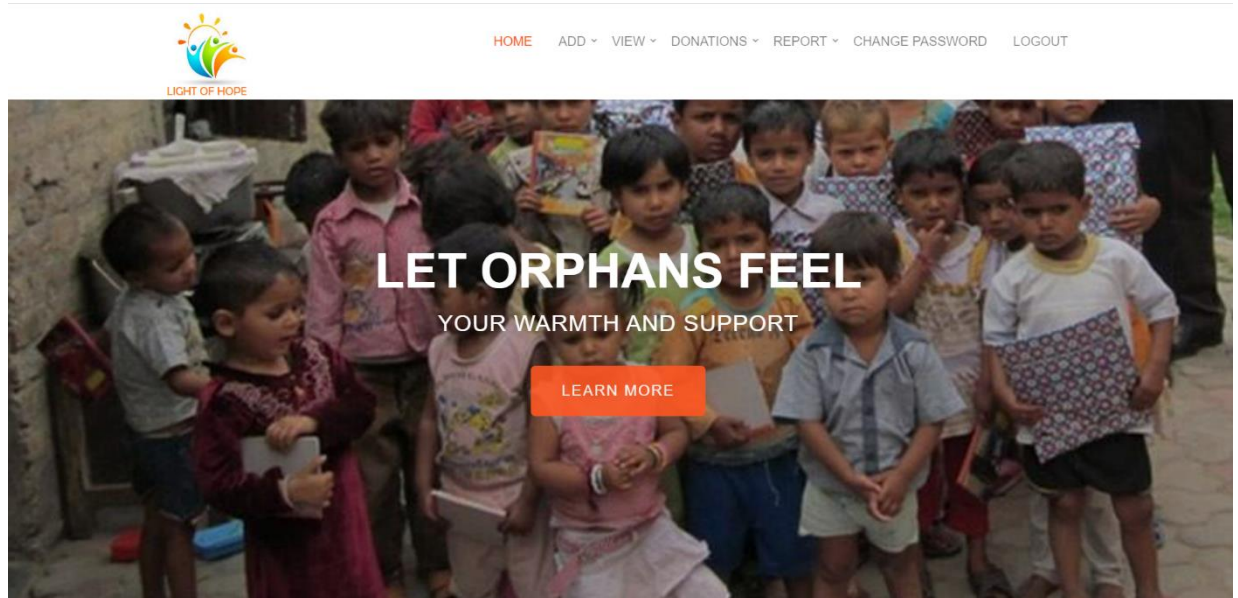 LIGHT OF HOPE
HOME ADD VIEW DONATIONS REPORT CHANGE PASSWORD LOGOUT
LET ORPHANS FEEL
YOUR WARMTH AND SUPPORT
LEARN MORE